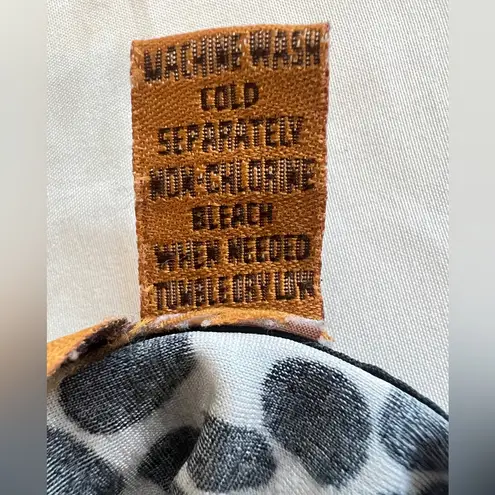 MACHINE WASH
COLD
SEPARATELY
NON-CHLORINE
BLEACH
WHEN NEEDED
TUMBLE DRY LOW